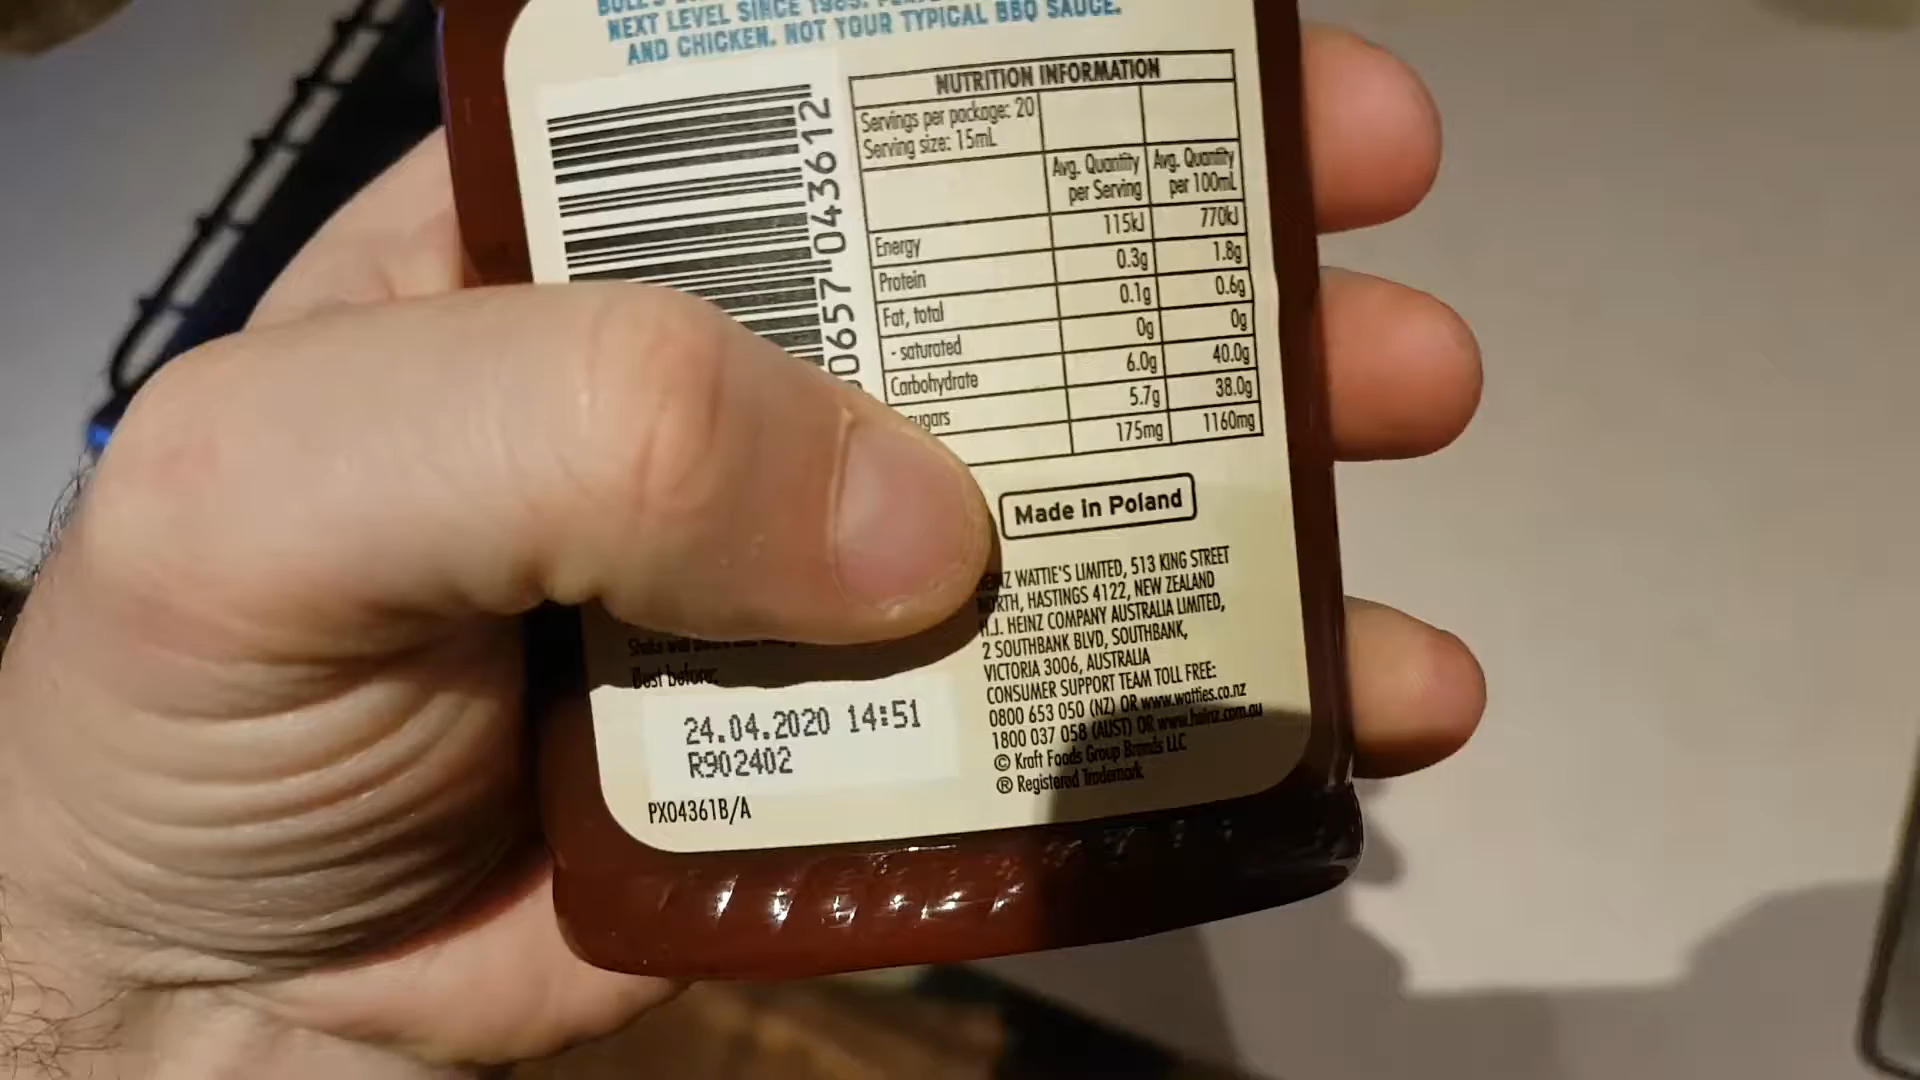 NEXT LEVEL SINCE 1985.
AND CHICKEN. NOT YOUR TYPICAL BBQ SAUCE.
0657 043612
NUTRITION INFORMATION
Servings per package: 20
Serving size: 15mL
Avg. Quantity per Serving Avg. Quantity per 100mL
Energy 115kJ 770kJ
Protein 0.3g 1.8g
Fat, total 0.1g 0.6g
- saturated 0g 0g
Carbohydrate 6.0g 40.0g
sugars 5.7g 38.0g
175mg 1160mg
Made in Poland
HEINZ WATTIE'S LIMITED, 513 KING STREET
NORTH, HASTINGS 4122, NEW ZEALAND
H.J. HEINZ COMPANY AUSTRALIA LIMITED,
2 SOUTHBANK BLVD, SOUTHBANK,
VICTORIA 3006, AUSTRALIA
CONSUMER SUPPORT TEAM TOLL FREE:
0800 653 050 (NZ) OR www.watties.co.nz
1800 037 058 (AUST) OR www.heinz.com.au
© Kraft Foods Group Brands LLC
® Registered Trademark
Shake well
Best before:
24.04.2020 14:51
R902402
PX04361B/A